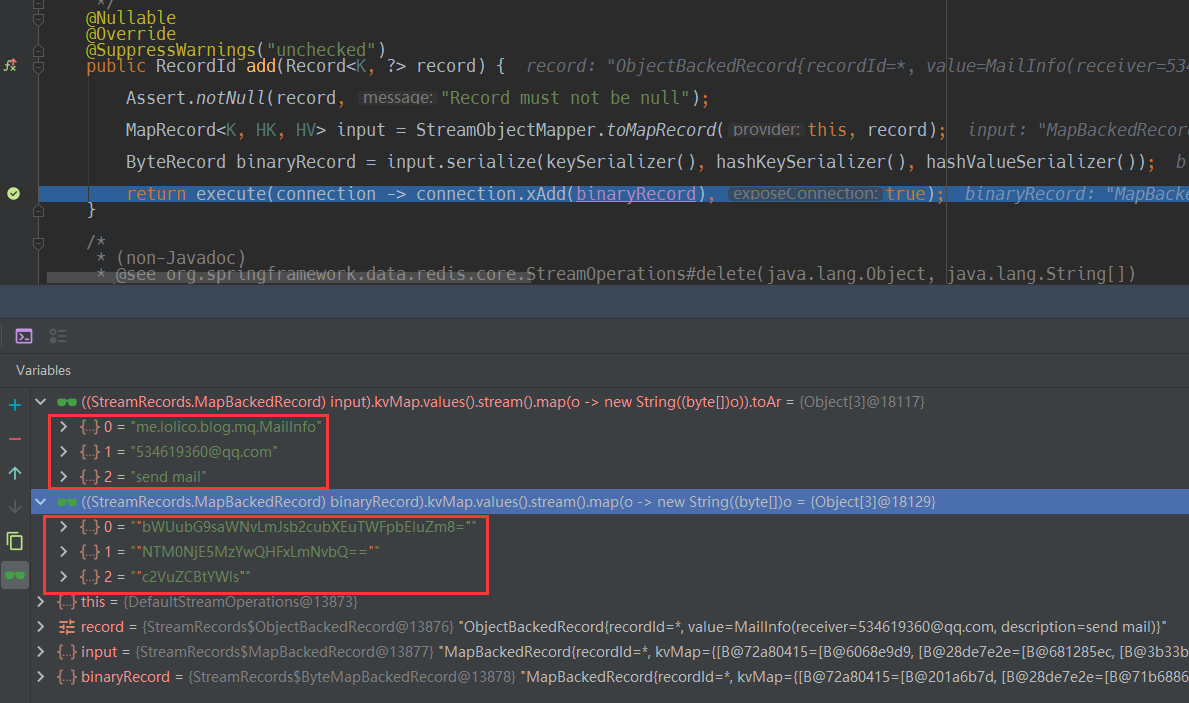 */
@Nullable
@Override
@SuppressWarnings("unchecked")
public RecordId add(Record<K, ?> record) {  record: "ObjectBackedRecord{recordId=*, value=MailInfo(receiver=534
Assert.notNull(record, message: "Record must not be null");
MapRecord<K, HK, HV> input = StreamObjectMapper.toMapRecord( provider: this, record);  input: "MapBackedRecor
ByteRecord binaryRecord = input.serialize(keySerializer(), hashKeySerializer(), hashValueSerializer());  b
return execute(connection -> connection.xAdd(binaryRecord), exposeConnection: true);  binaryRecord: "MapBacke
}
/*
* (non-Javadoc)
* @see org.springframework.data.redis.core.StreamOperations#delete(java.lang.Object, java.lang.String[])
Variables
((StreamRecords.MapBackedRecord) input).kvMap.values().stream().map(o -> new String((byte[])o)).toAr = {Object[3]@18117}
{...} 0 = "me.lolico.blog.mq.MailInfo"
{...} 1 = "534619360@qq.com"
{...} 2 = "send mail"
((StreamRecords.MapBackedRecord) binaryRecord).kvMap.values().stream().map(o -> new String((byte[])o = {Object[3]@18129}
{...} 0 = ""bWUubG9saWNvLmJsb2cubXEuTWFpbEluZm8=""
{...} 1 = ""NTM0NjE5MzYwQHFxLmNvbQ==""
{...} 2 = ""c2VuZCBtYWls""
{...} this = {DefaultStreamOperations@13873}
record = {StreamRecords$ObjectBackedRecord@13876} "ObjectBackedRecord{recordId=*, value=MailInfo(receiver=534619360@qq.com, description=send mail)}"
{...} input = {StreamRecords$MapBackedRecord@13877} "MapBackedRecord{recordId=*, kvMap={[B@72a80415=[B@6068e9d9, [B@28de7e2e=[B@681285ec, [B@3b33b
{...} binaryRecord = {StreamRecords$ByteMapBackedRecord@13878} "MapBackedRecord{recordId=*, kvMap={[B@72a80415=[B@201a6b7d, [B@28de7e2e=[B@71b6886